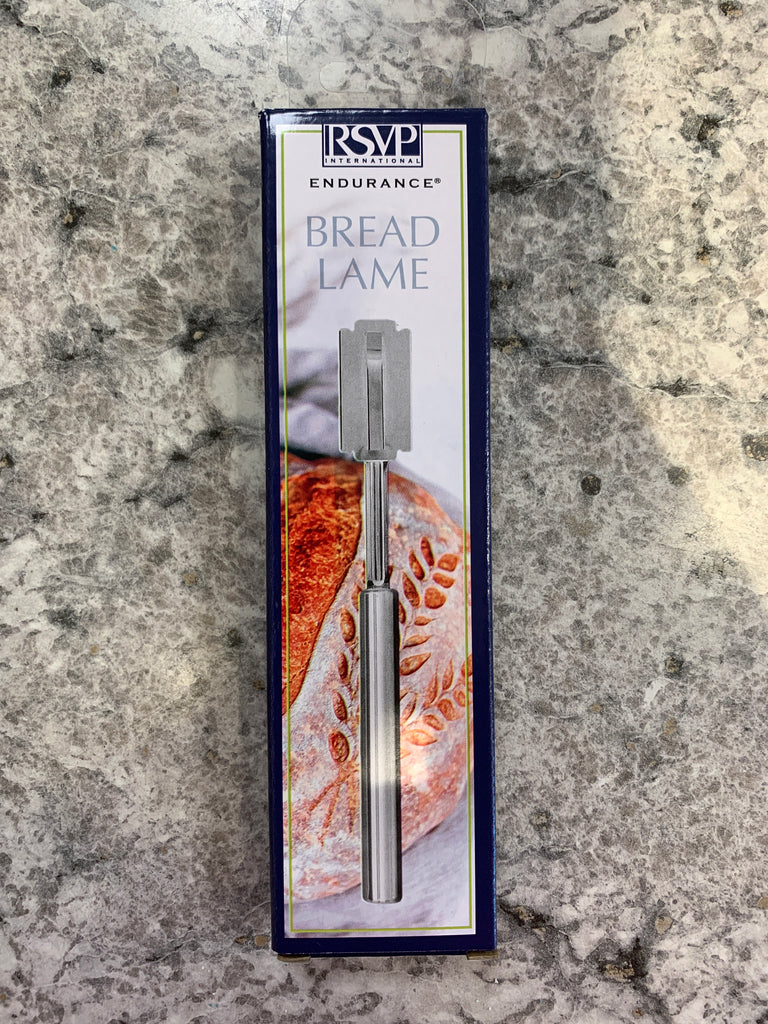 RSVP
INTERNATIONAL
ENDURANCE®
BREAD
LAME